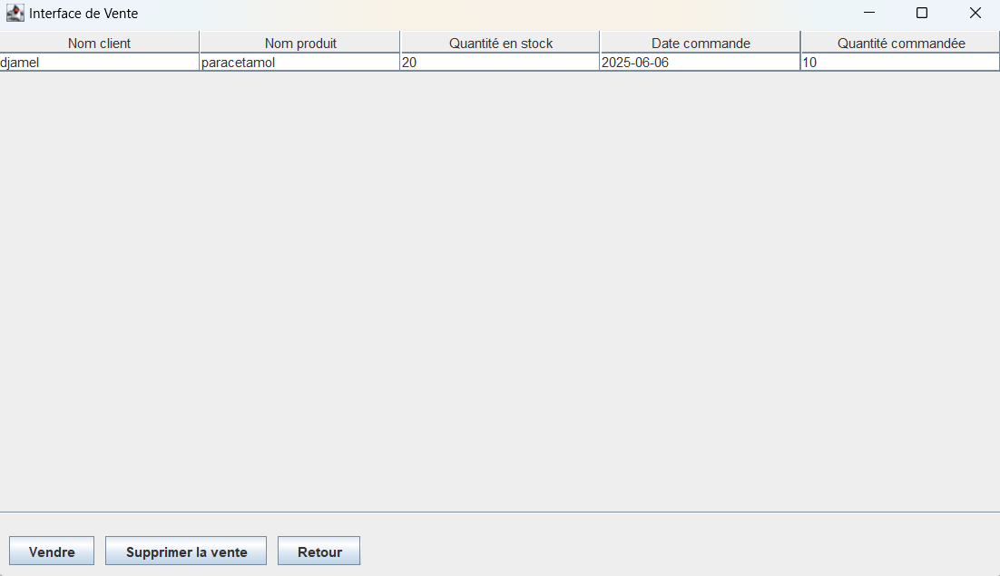 Interface de Vente
Nom client Nom produit Quantité en stock Date commande Quantité commandée
djamel paracetamol 20 2025-06-06 10
Vendre Supprimer la vente Retour